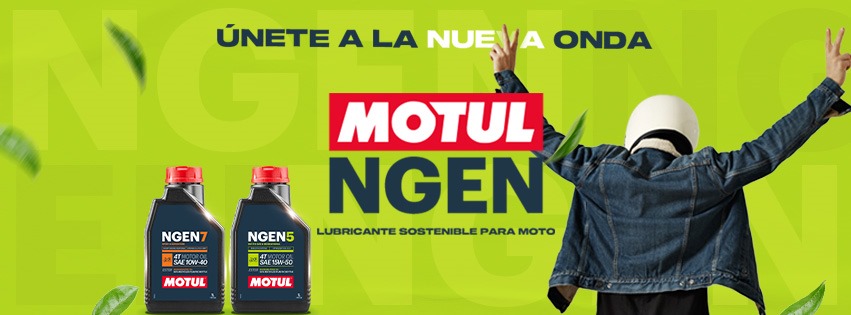 ÚNETE A LA NUEVA ONDA
MOTUL
NGEN
LUBRICANTE SOSTENIBLE PARA MOTO
NGEN7
4T MOTOR OIL
SAE 10W-40
MOTUL
NGEN5
4T MOTOR OIL
SAE 15W-50
MOTUL